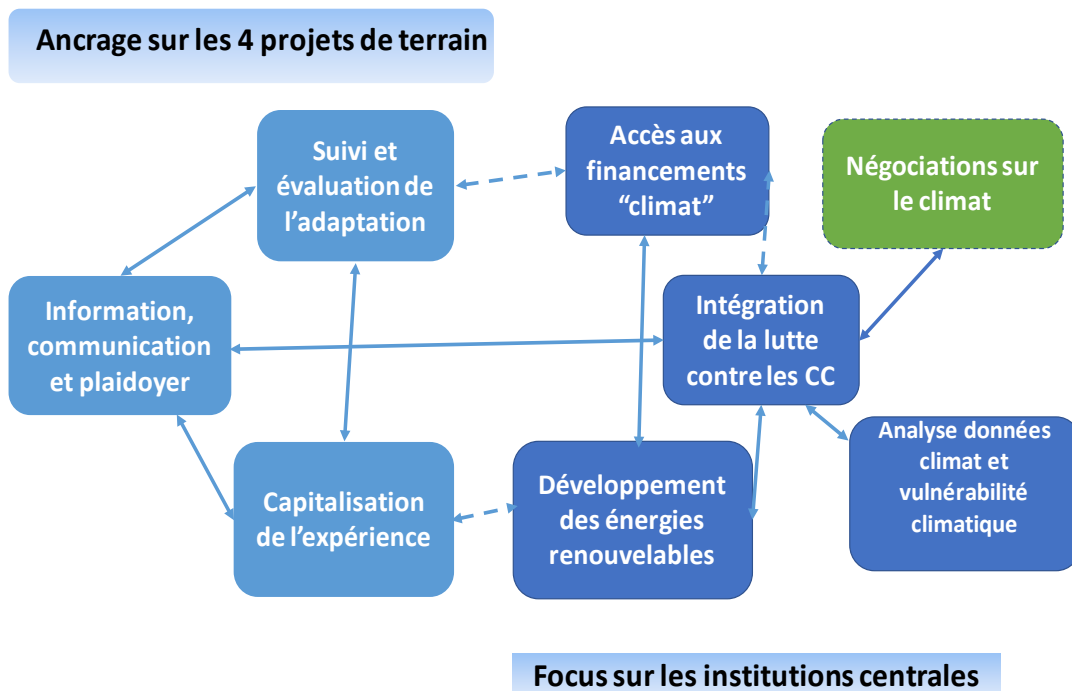 Ancrage sur les 4 projets de terrain
Suivi et
évaluation de
l’adaptation
Accès aux
financements
“climat”
Négociations sur
le climat
Information,
communication
et plaidoyer
Intégration
de la lutte
contre les CC
Capitalisation
de l’expérience
Développement
des énergies
renouvelables
Analyse données
climat et
vulnérabilité
climatique
Focus sur les institutions centrales